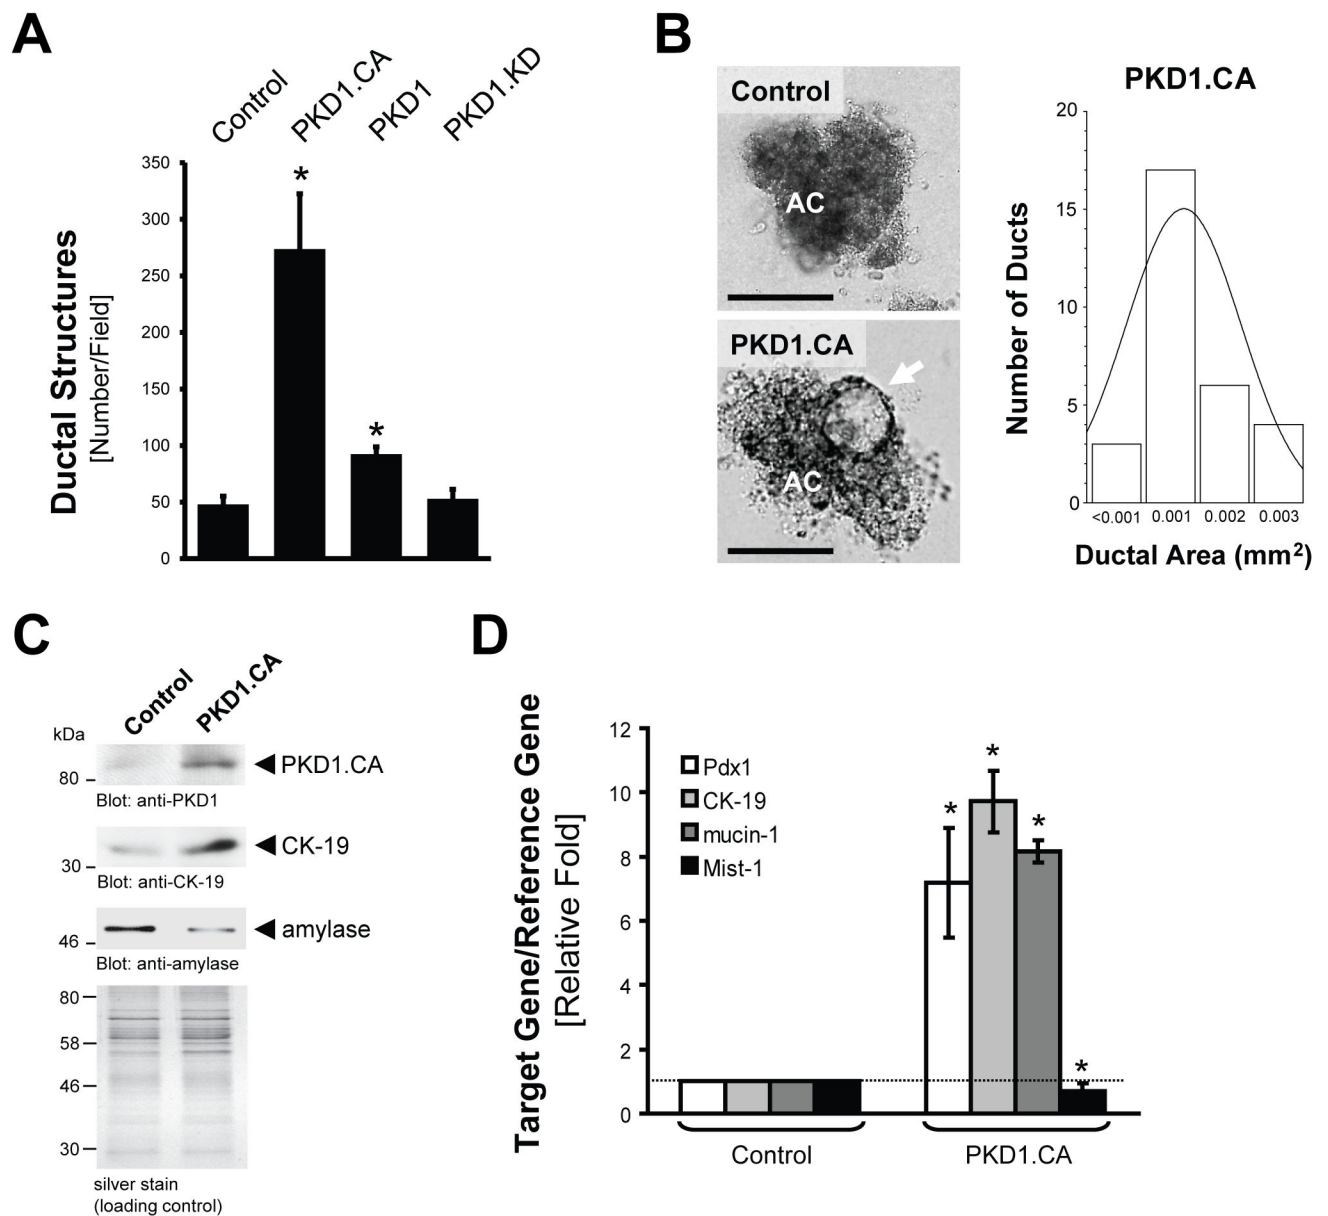 A
Control
PKD1.CA
PKD1
PKD1.KD
Ductal Structures
[Number/Field]
350
300
250
200
150
100
50
0
*
*
B
Control
AC
PKD1.CA
AC
PKD1.CA
Number of Ducts
20
15
10
5
0
<0.001 0.001 0.002 0.003
Ductal Area (mm²)
C
Control
PKD1.CA
kDa
80
PKD1.CA
Blot: anti-PKD1
30
CK-19
Blot: anti-CK-19
46
amylase
Blot: anti-amylase
80
58
46
30
silver stain
(loading control)
D
Target Gene/Reference Gene
[Relative Fold]
12
10
8
6
4
2
0
Pdx1
CK-19
mucin-1
Mist-1
*
*
*
*
Control
PKD1.CA